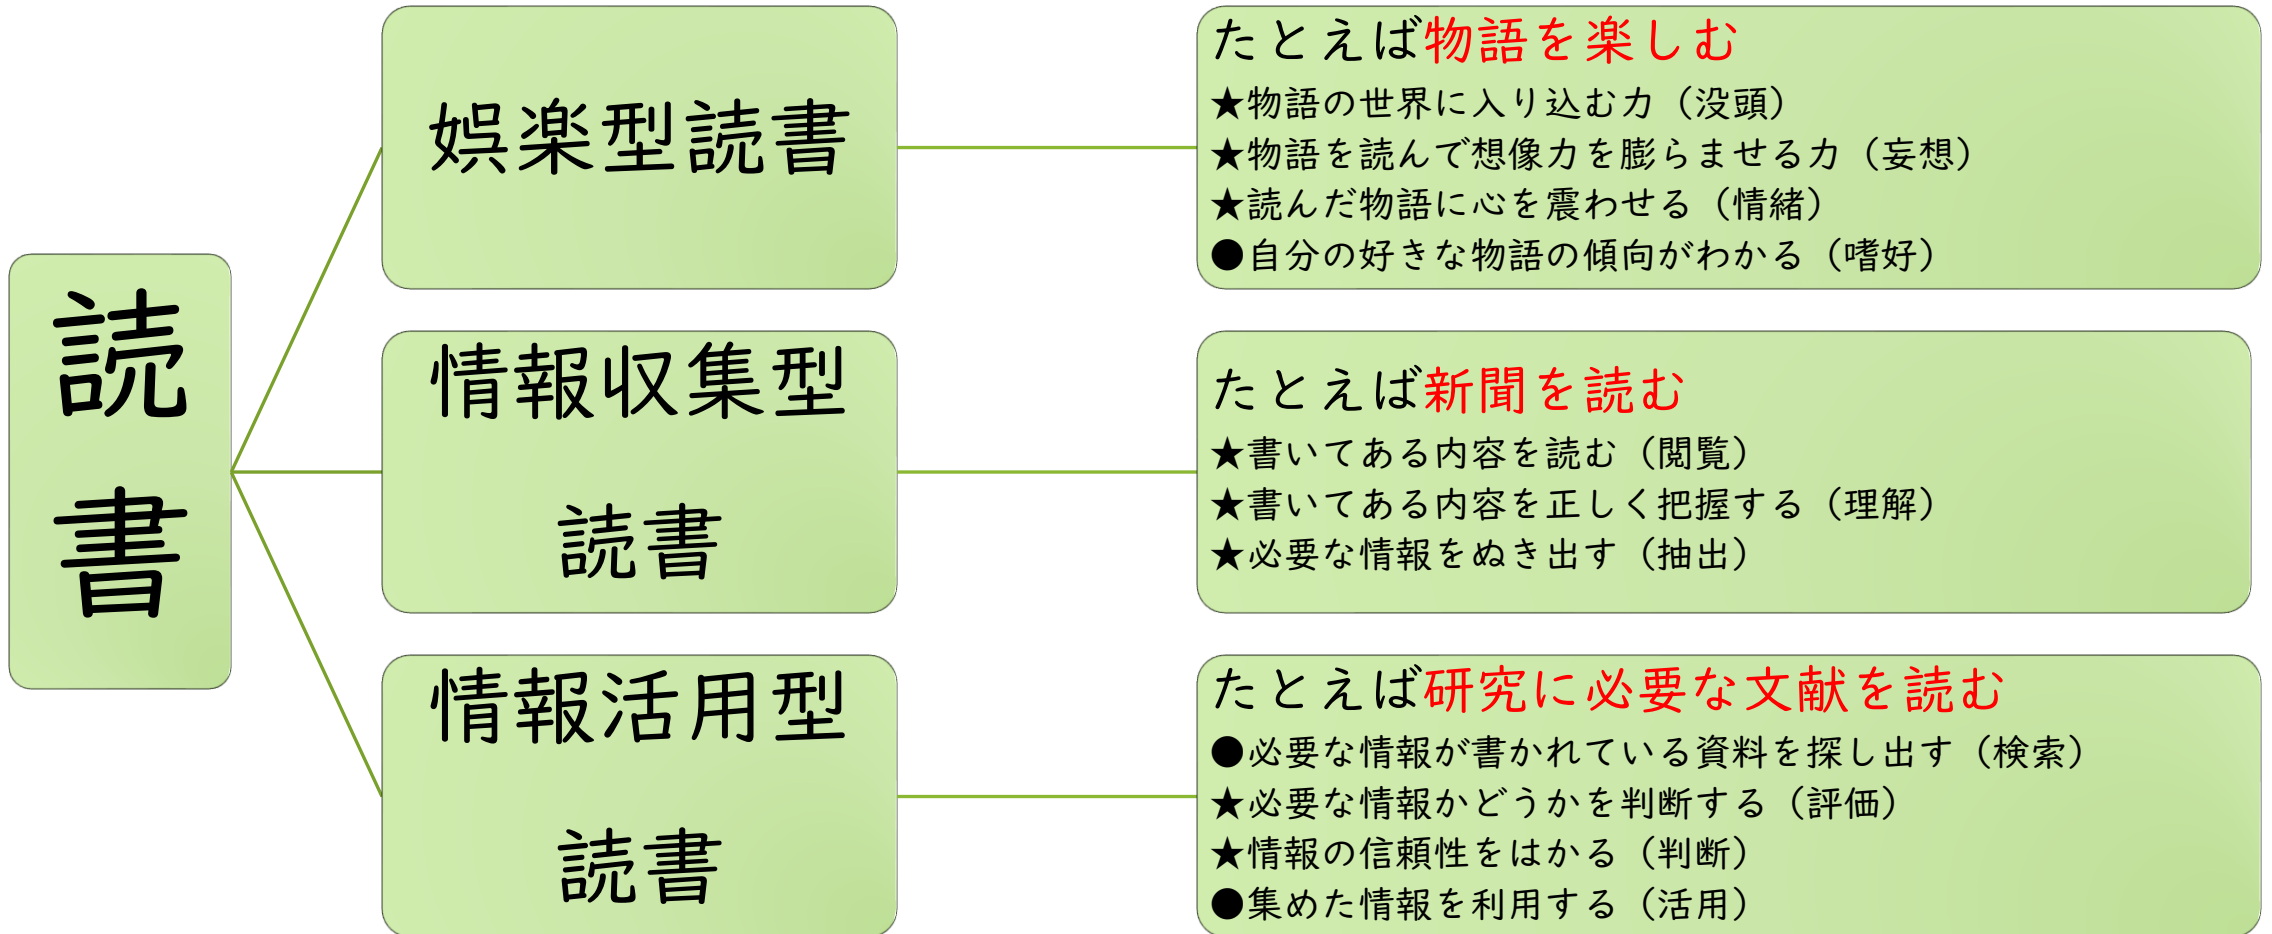 読
書
娯楽型読書
たとえば物語を楽しむ
★物語の世界に入り込む力（没頭）
★物語を読んで想像力を膨らませる力（妄想）
★読んだ物語に心を震わせる（情緒）
●自分の好きな物語の傾向がわかる（嗜好）
情報収集型
読書
たとえば新聞を読む
★書いてある内容を読む（閲覧）
★書いてある内容を正しく把握する（理解）
★必要な情報をぬき出す（抽出）
情報活用型
読書
たとえば研究に必要な文献を読む
●必要な情報が書かれている資料を探し出す（検索）
★必要な情報かどうかを判断する（評価）
★情報の信頼性をはかる（判断）
●集めた情報を利用する（活用）